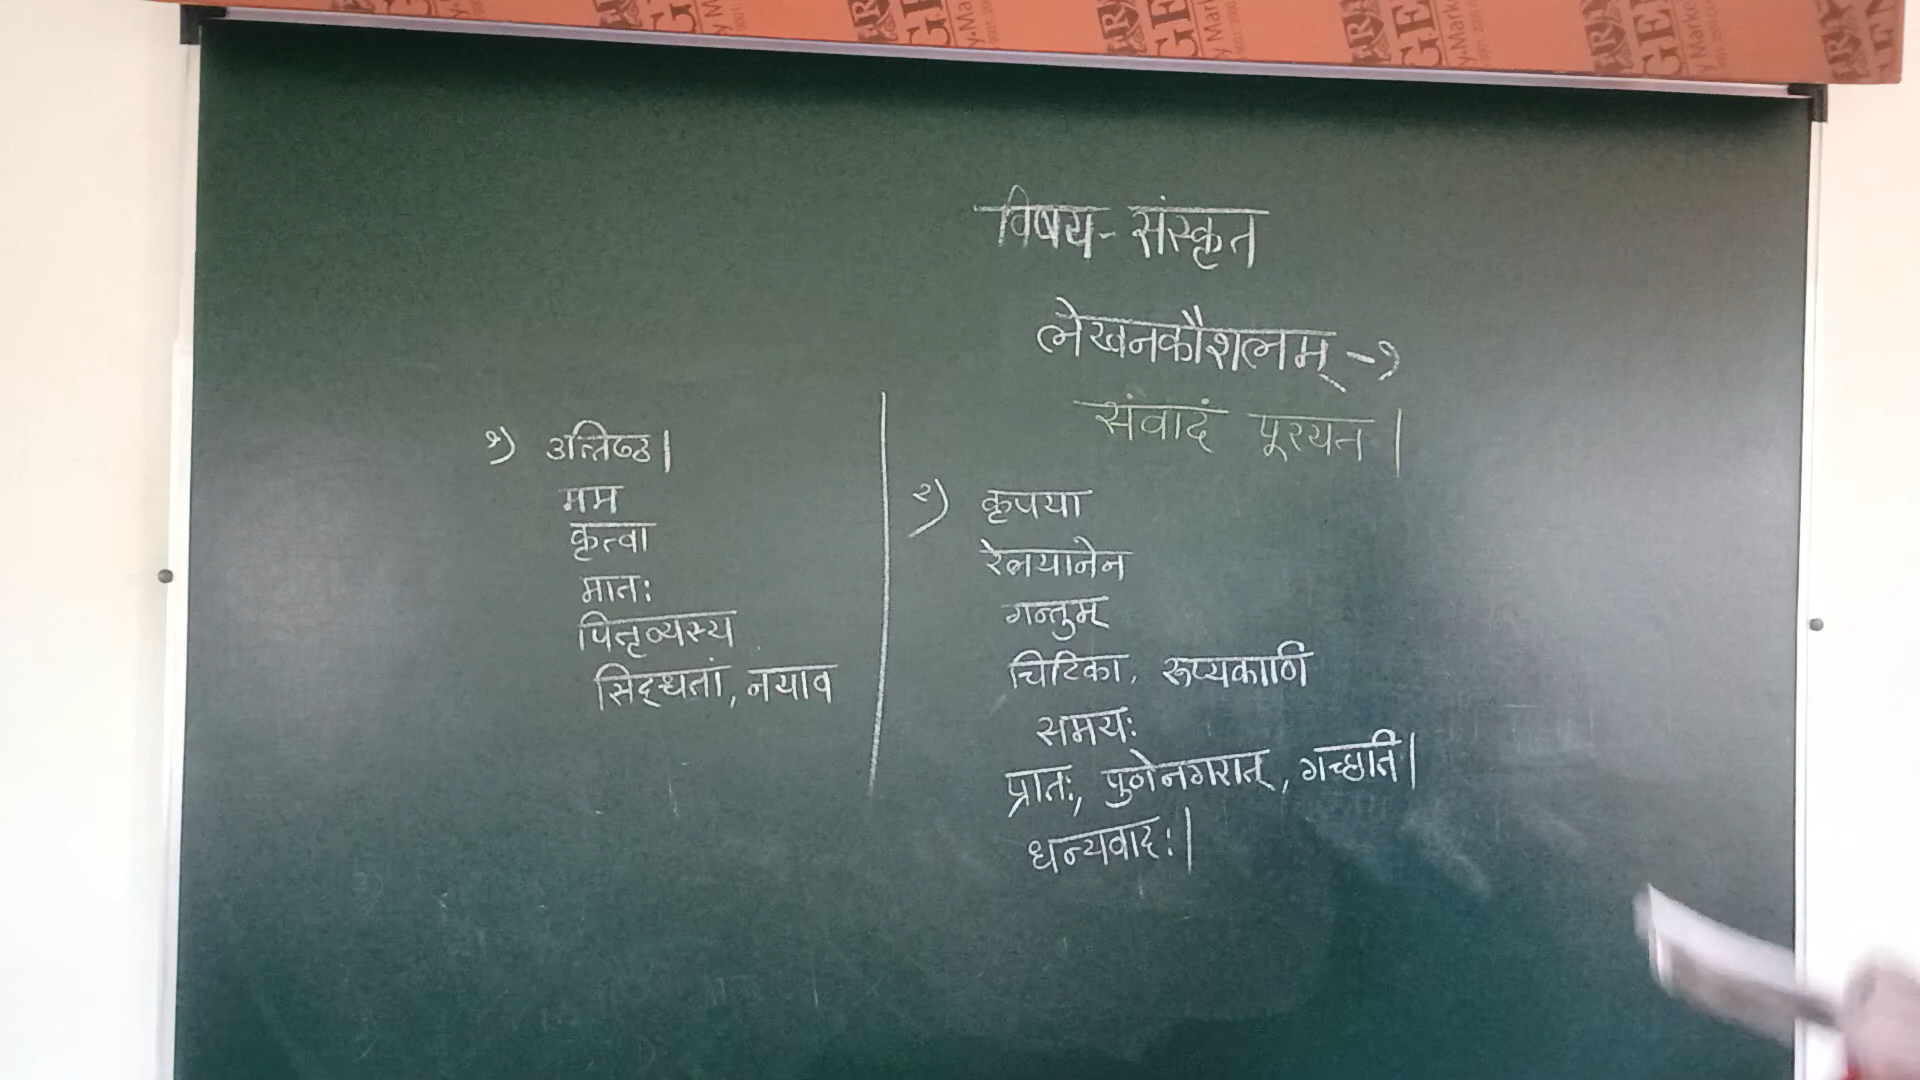 विषय - संस्कृत
लेखनकौशलम् - १
संवादं पूरयत |
१) उत्तिष्ठ |
मम
कृत्वा
मातः
पितृव्यस्य
सिद्धतां, नयाव
२) कृपया
रेलयानेन
गन्तुम्
चिटिका, रूप्यकाणि
समयः
प्रातः, पुणेनगरात्, गच्छति |
धन्यवादः |